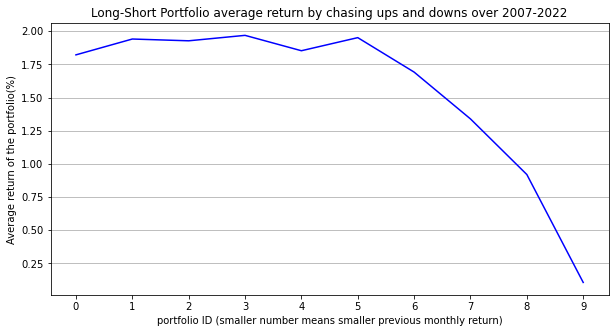 Long-Short Portfolio average return by chasing ups and downs over 2007-2022
Average return of the portfolio(%)
2.00
1.75
1.50
1.25
1.00
0.75
0.50
0.25
0 1 2 3 4 5 6 7 8 9
portfolio ID (smaller number means smaller previous monthly return)